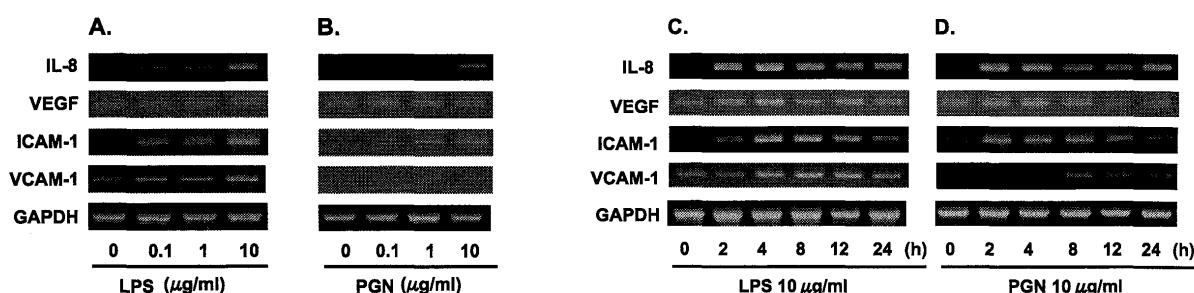 A.
B.
C.
D.
IL-8
VEGF
ICAM-1
VCAM-1
GAPDH
0 0.1 1 10
LPS (μg/ml)
0 0.1 1 10
PGN (μg/ml)
IL-8
VEGF
ICAM-1
VCAM-1
GAPDH
0 2 4 8 12 24 (h)
LPS 10 μg/ml
0 2 4 8 12 24 (h)
PGN 10 μg/ml